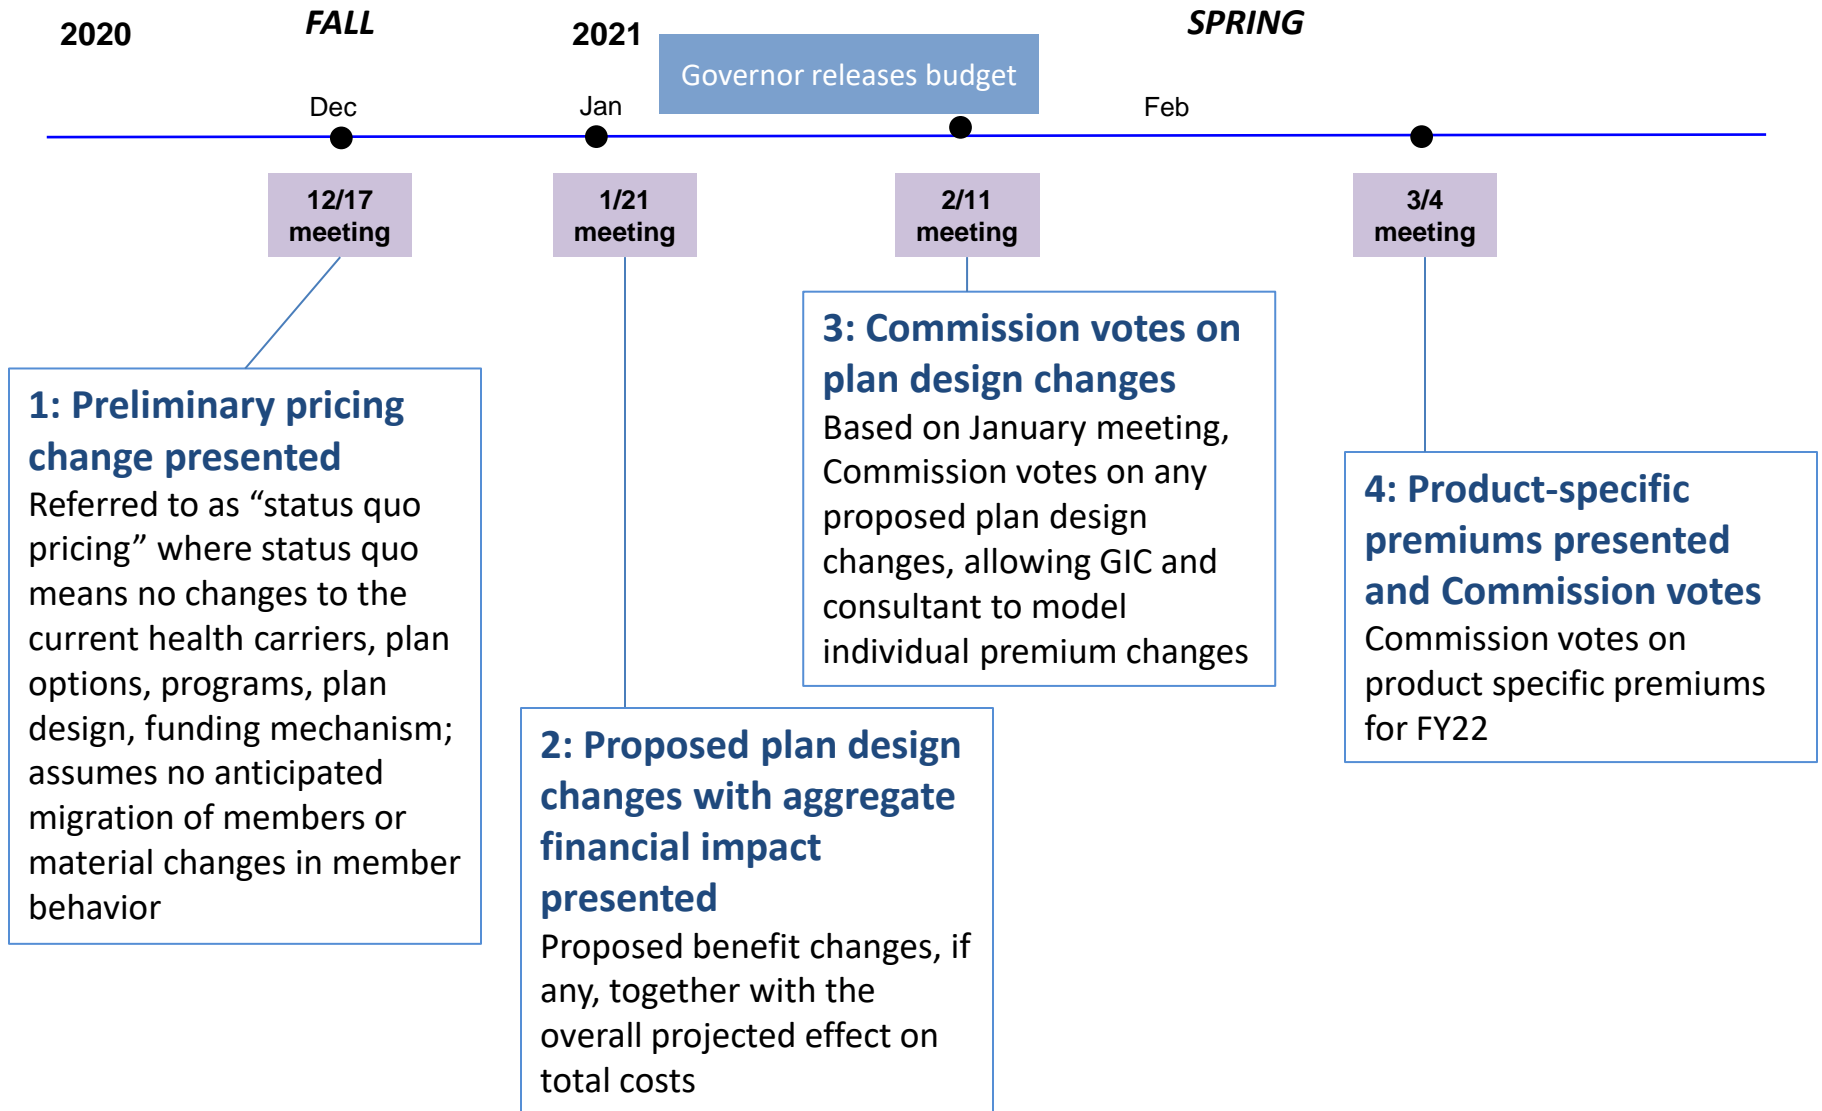 2020
FALL
2021
SPRING
Governor releases budget
Dec
Jan
Feb
12/17
meeting
1/21
meeting
2/11
meeting
3/4
meeting
1: Preliminary pricing
change presented
Referred to as “status quo
pricing” where status quo
means no changes to the
current health carriers, plan
options, programs, plan
design, funding mechanism;
assumes no anticipated
migration of members or
material changes in member
behavior
2: Proposed plan design
changes with aggregate
financial impact
presented
Proposed benefit changes, if
any, together with the
overall projected effect on
total costs
3: Commission votes on
plan design changes
Based on January meeting,
Commission votes on any
proposed plan design
changes, allowing GIC and
consultant to model
individual premium changes
4: Product-specific
premiums presented
and Commission votes
Commission votes on
product specific premiums
for FY22